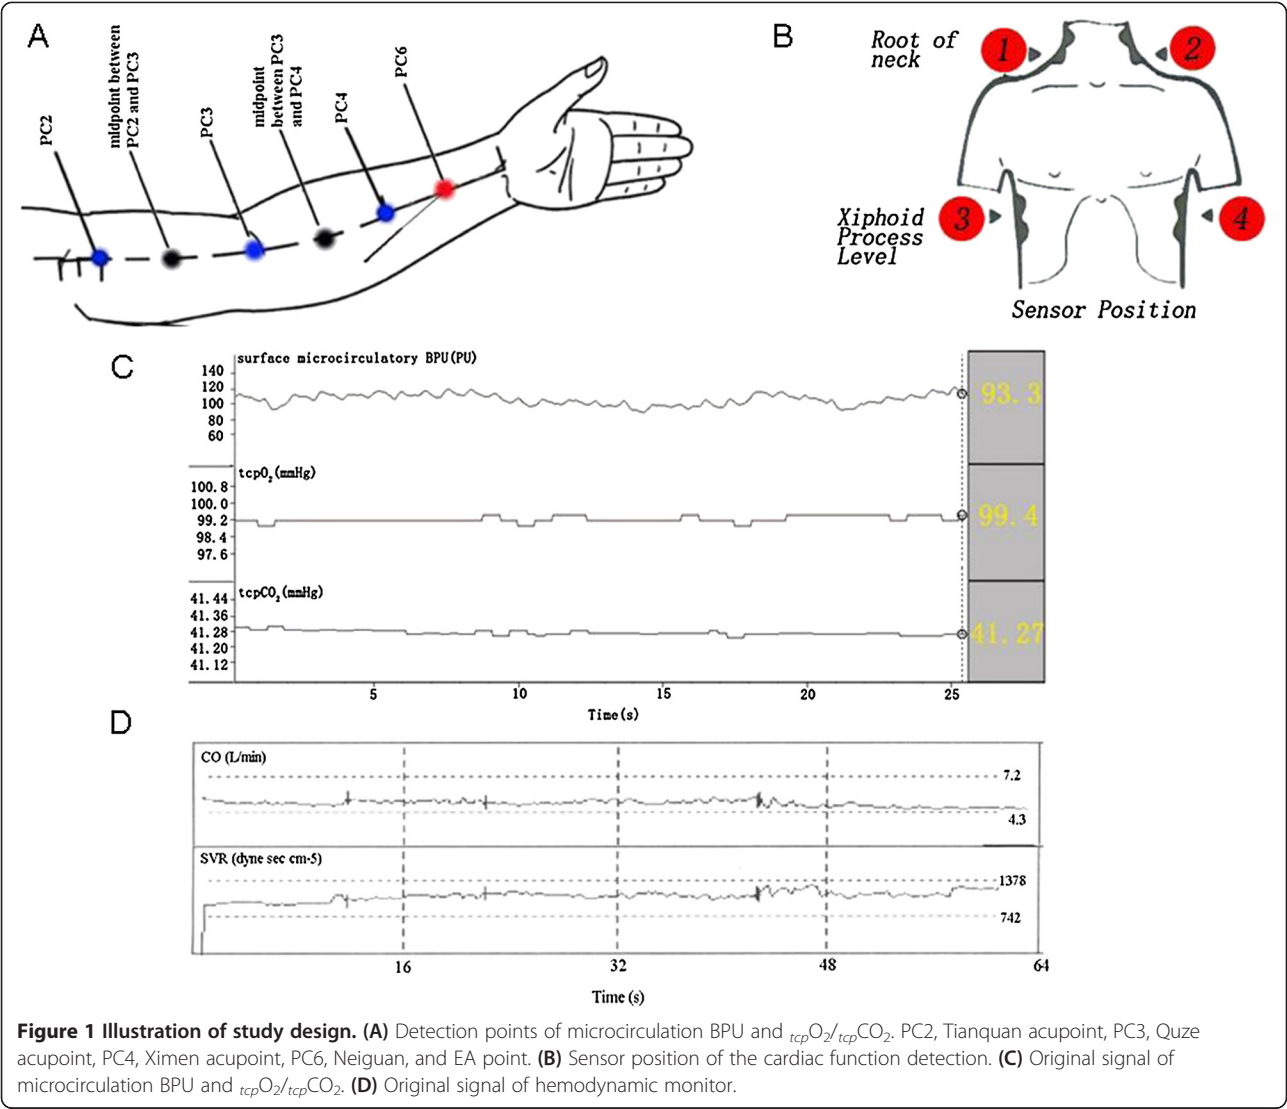 A
PC2
midpoint between
PC2 and PC3
PC3
midpoint
between PC3
and PC4
PC4
PC6
B
Root of
neck
1
2
Xiphoid
Process
Level
3
4
Sensor Position
C
surface microcirculatory BPU(PU)
140
120
100
80
60
93.3
tcpO₂(mmHg)
100.8
100.0
99.2
98.4
97.6
99.4
tcpCO₂(mmHg)
41.44
41.36
41.28
41.20
41.12
41.27
5 10 15 20 25
Time(s)
D
CO (L/min)
7.2
4.3
SVR (dyne sec cm-5)
1378
742
16 32 48 64
Time (s)
Figure 1 Illustration of study design. (A) Detection points of microcirculation BPU and tcpO₂/tcpCO₂. PC2, Tianquan acupoint, PC3, Quze
acupoint, PC4, Ximen acupoint, PC6, Neiguan, and EA point. (B) Sensor position of the cardiac function detection. (C) Original signal of
microcirculation BPU and tcpO₂/tcpCO₂. (D) Original signal of hemodynamic monitor.